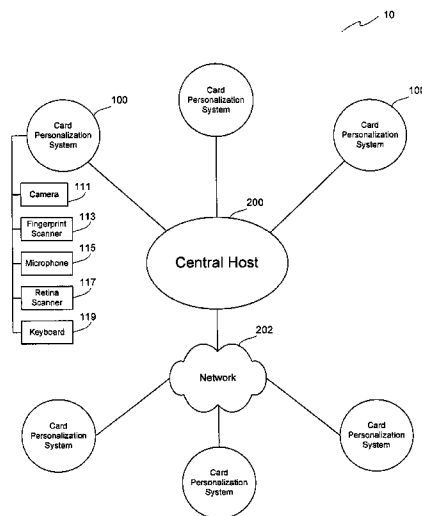 10
100
Card
Personalization
System
Card
Personalization
System
100
Card
Personalization
System
Camera
111
Fingerprint
Scanner
113
Microphone
115
Retina
Scanner
117
Keyboard
119
200
Central Host
202
Network
Card
Personalization
System
Card
Personalization
System
Card
Personalization
System